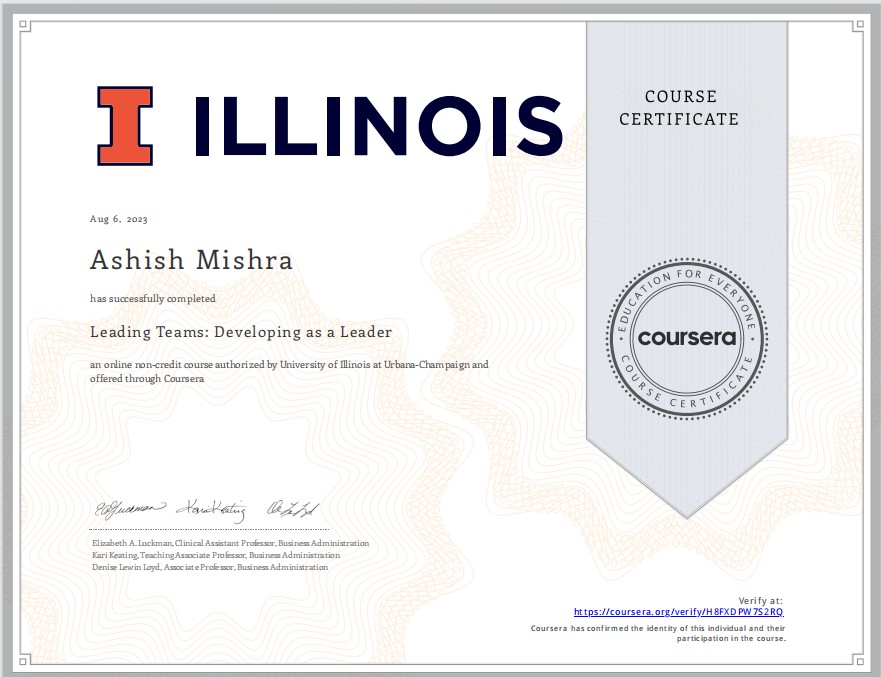 I ILLINOIS
COURSE
CERTIFICATE
Aug 6, 2023
Ashish Mishra
has successfully completed
Leading Teams: Developing as a Leader
an online non-credit course authorized by University of Illinois at Urbana-Champaign and
offered through Coursera
EDUCATION FOR EVERYONE
coursera
COURSE CERTIFICATE
Elizabeth A. Luckman, Clinical Assistant Professor, Business Administration
Kari Keating, Teaching Associate Professor, Business Administration
Denise Lewin Loyd, Associate Professor, Business Administration
Verify at:
https://coursera.org/verify/H8FXDPW7S2RQ
Coursera has confirmed the identity of this individual and their
participation in the course.